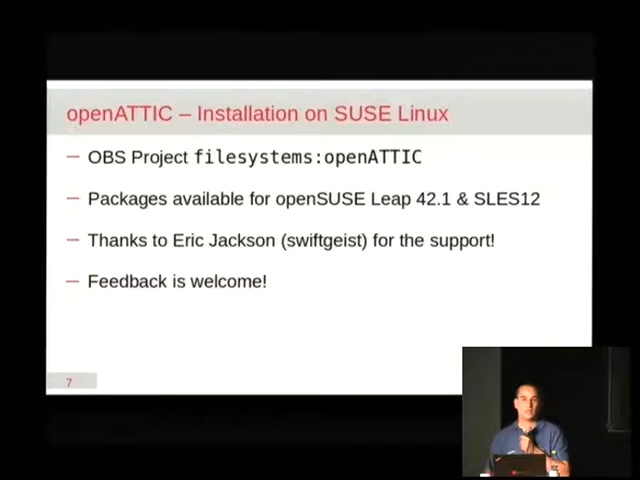 openATTIC – Installation on SUSE Linux
– OBS Project filesystems:openATTIC
– Packages available for openSUSE Leap 42.1 & SLES12
– Thanks to Eric Jackson (swiftgeist) for the support!
– Feedback is welcome!
7